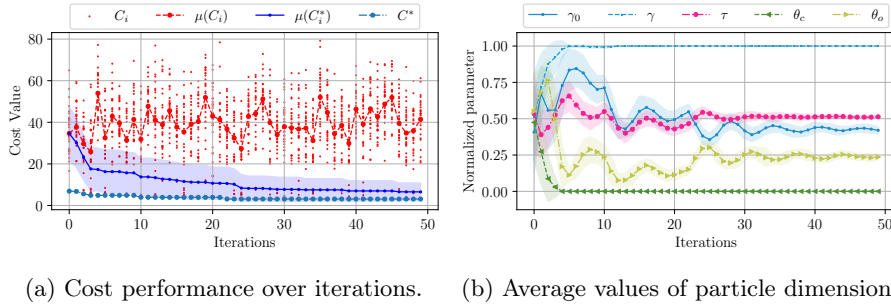 C_i μ(C_i) μ(C_i^*) C^*
80
60
40
20
0
Cost Value
0 10 20 30 40 50
Iterations
(a) Cost performance over iterations.
γ_0 γ τ θ_c θ_o
1.00
0.75
0.50
0.25
0.00
Normalized parameter
0 10 20 30 40 50
Iterations
(b) Average values of particle dimension